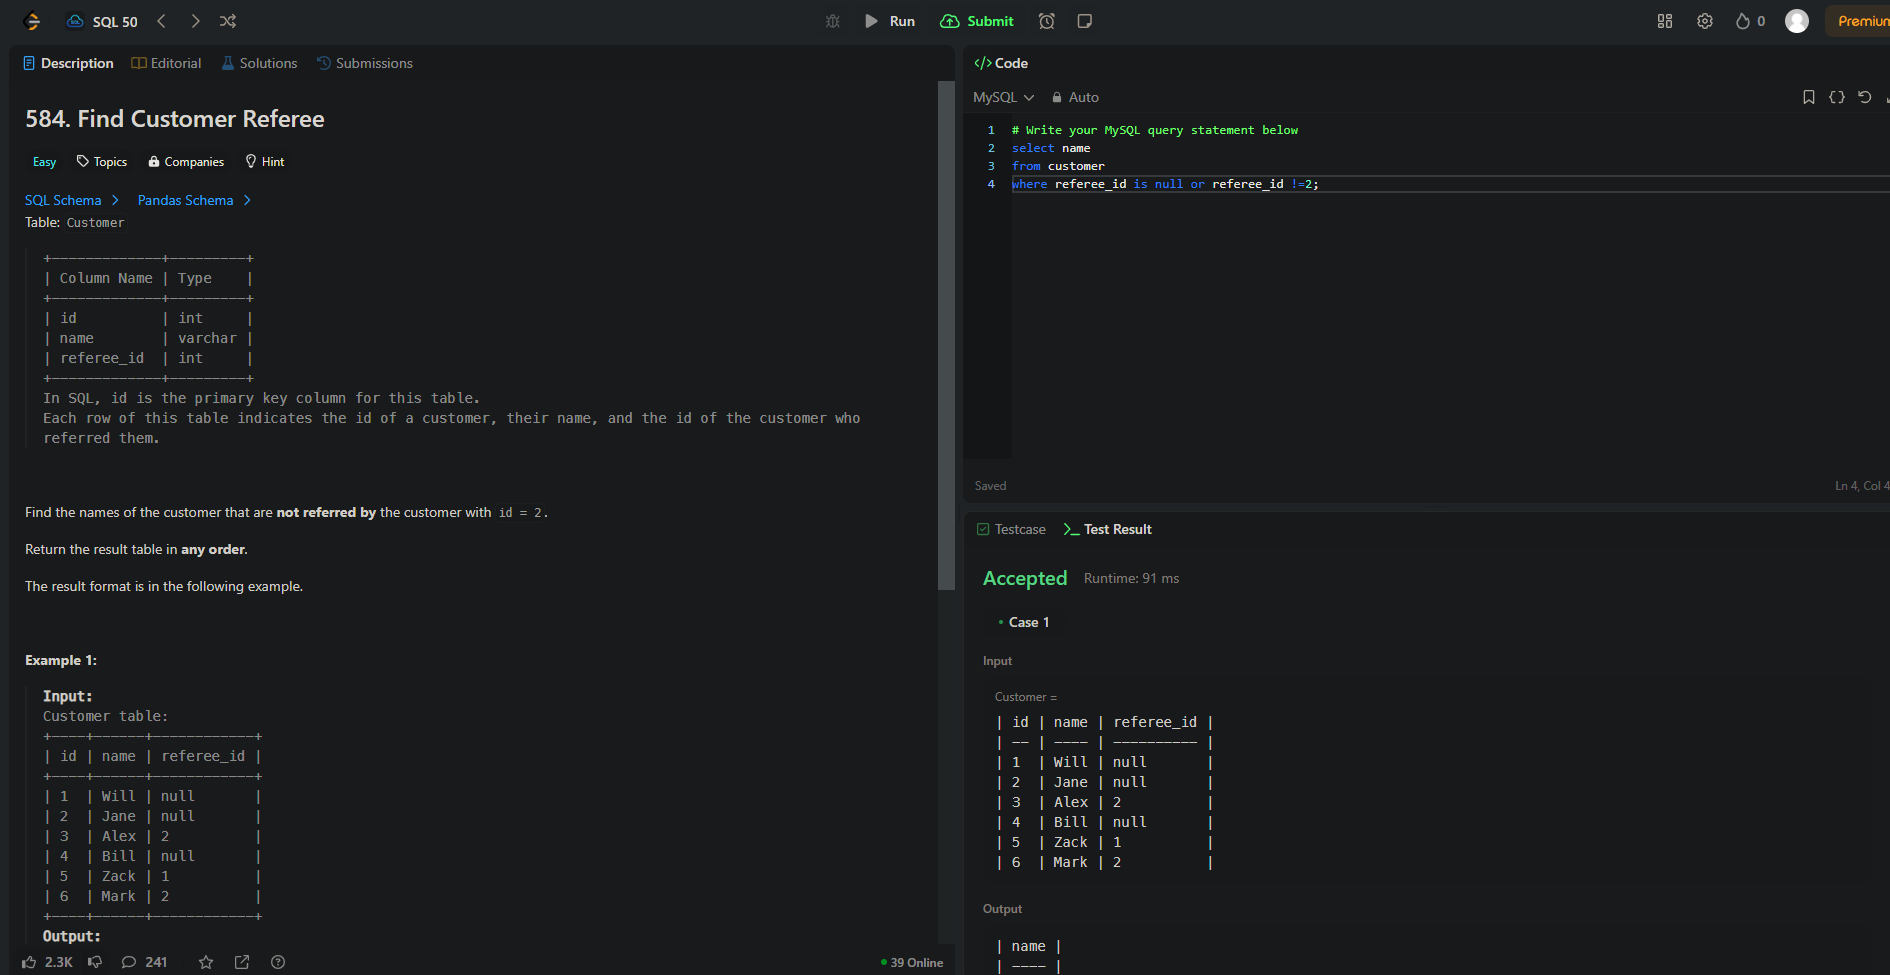 SQL 50
Run
Submit
0
Premium
Description
Editorial
Solutions
Submissions
584. Find Customer Referee
Easy
Topics
Companies
Hint
SQL Schema
Pandas Schema
Table: Customer
+-------------+---------+
| Column Name | Type    |
+-------------+---------+
| id          | int     |
| name        | varchar |
| referee_id  | int     |
+-------------+---------+
In SQL, id is the primary key column for this table.
Each row of this table indicates the id of a customer, their name, and the id of the customer who
referred them.
Find the names of the customer that are not referred by the customer with id = 2.
Return the result table in any order.
The result format is in the following example.
Example 1:
Input:
Customer table:
+----+------+------------+
| id | name | referee_id |
+----+------+------------+
| 1  | Will | null       |
| 2  | Jane | null       |
| 3  | Alex | 2          |
| 4  | Bill | null       |
| 5  | Zack | 1          |
| 6  | Mark | 2          |
+----+------+------------+
Output:
2.3K
241
39 Online
</> Code
MySQL
Auto
1 # Write your MySQL query statement below
2 select name
3 from customer
4 where referee_id is null or referee_id !=2;
Saved
Ln 4, Col 4
Testcase
Test Result
Accepted
Runtime: 91 ms
Case 1
Input
Customer =
| id | name | referee_id |
| -- | ---- | ---------- |
| 1  | Will | null       |
| 2  | Jane | null       |
| 3  | Alex | 2          |
| 4  | Bill | null       |
| 5  | Zack | 1          |
| 6  | Mark | 2          |
Output
| name |
| ---- |